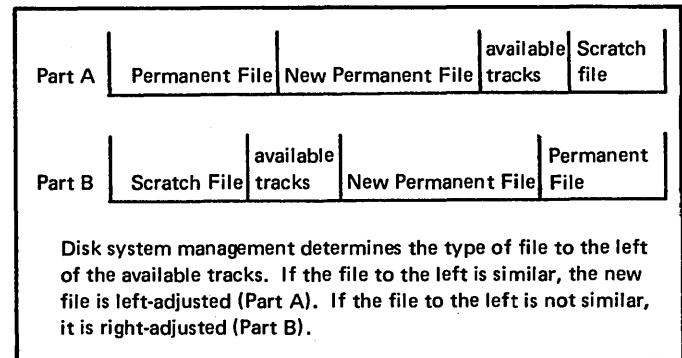 available Scratch
Part A Permanent File New Permanent File tracks file
available Permanent
Part B Scratch File tracks New Permanent File File
Disk system management determines the type of file to the left
of the available tracks. If the file to the left is similar, the new
file is left-adjusted (Part A). If the file to the left is not similar,
it is right-adjusted (Part B).